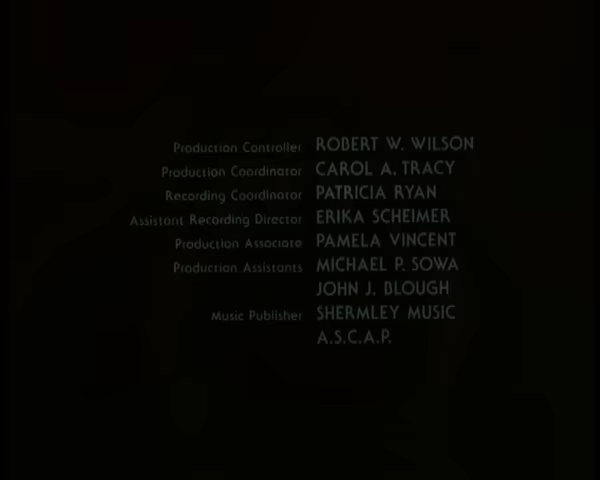 Production Controller ROBERT W. WILSON
Production Coordinator CAROL A. TRACY
Recording Coordinator PATRICIA RYAN
Assistant Recording Director ERIKA SCHEIMER
Production Associate PAMELA VINCENT
Production Assistants MICHAEL P. SOWA
JOHN J. BLOUGH
Music Publisher SHERMLEY MUSIC
A.S.C.A.P.